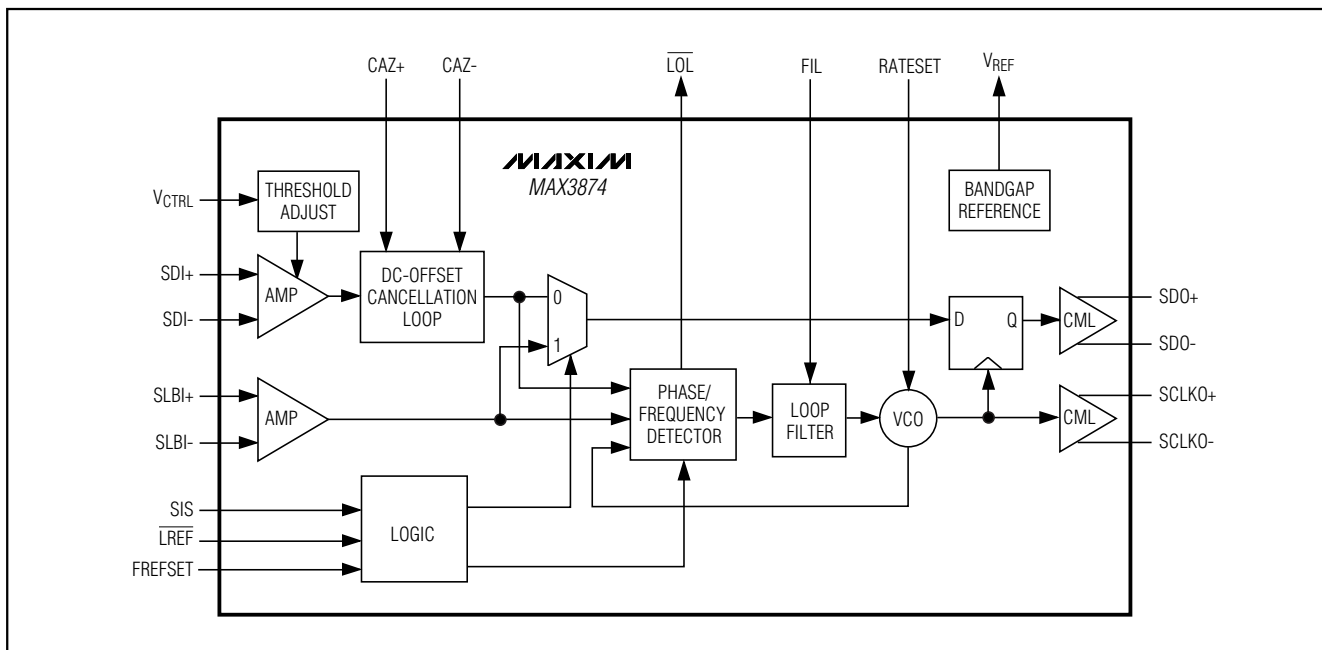 CAZ+
CAZ-
LOL
FIL
RATESET
VREF
MAXIM
MAX3874
VCTRL
THRESHOLD
ADJUST
BANDGAP
REFERENCE
SDI+
SDI-
AMP
DC-OFFSET
CANCELLATION
LOOP
0
1
D
Q
CML
SDO+
SDO-
SLBI+
SLBI-
AMP
PHASE/
FREQUENCY
DETECTOR
LOOP
FILTER
VCO
CML
SCLKO+
SCLKO-
SIS
LREF
FREFSET
LOGIC